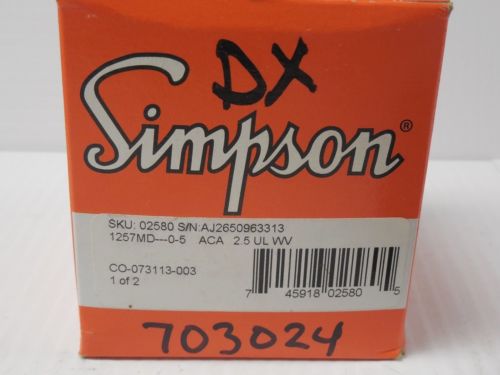 DX
Simpson®
SKU: 02580 S/N:AJ2650963313
1257MD---0-5 ACA 2.5 UL WV
CO-073113-003
1 of 2
7 45918 02580 5
703024